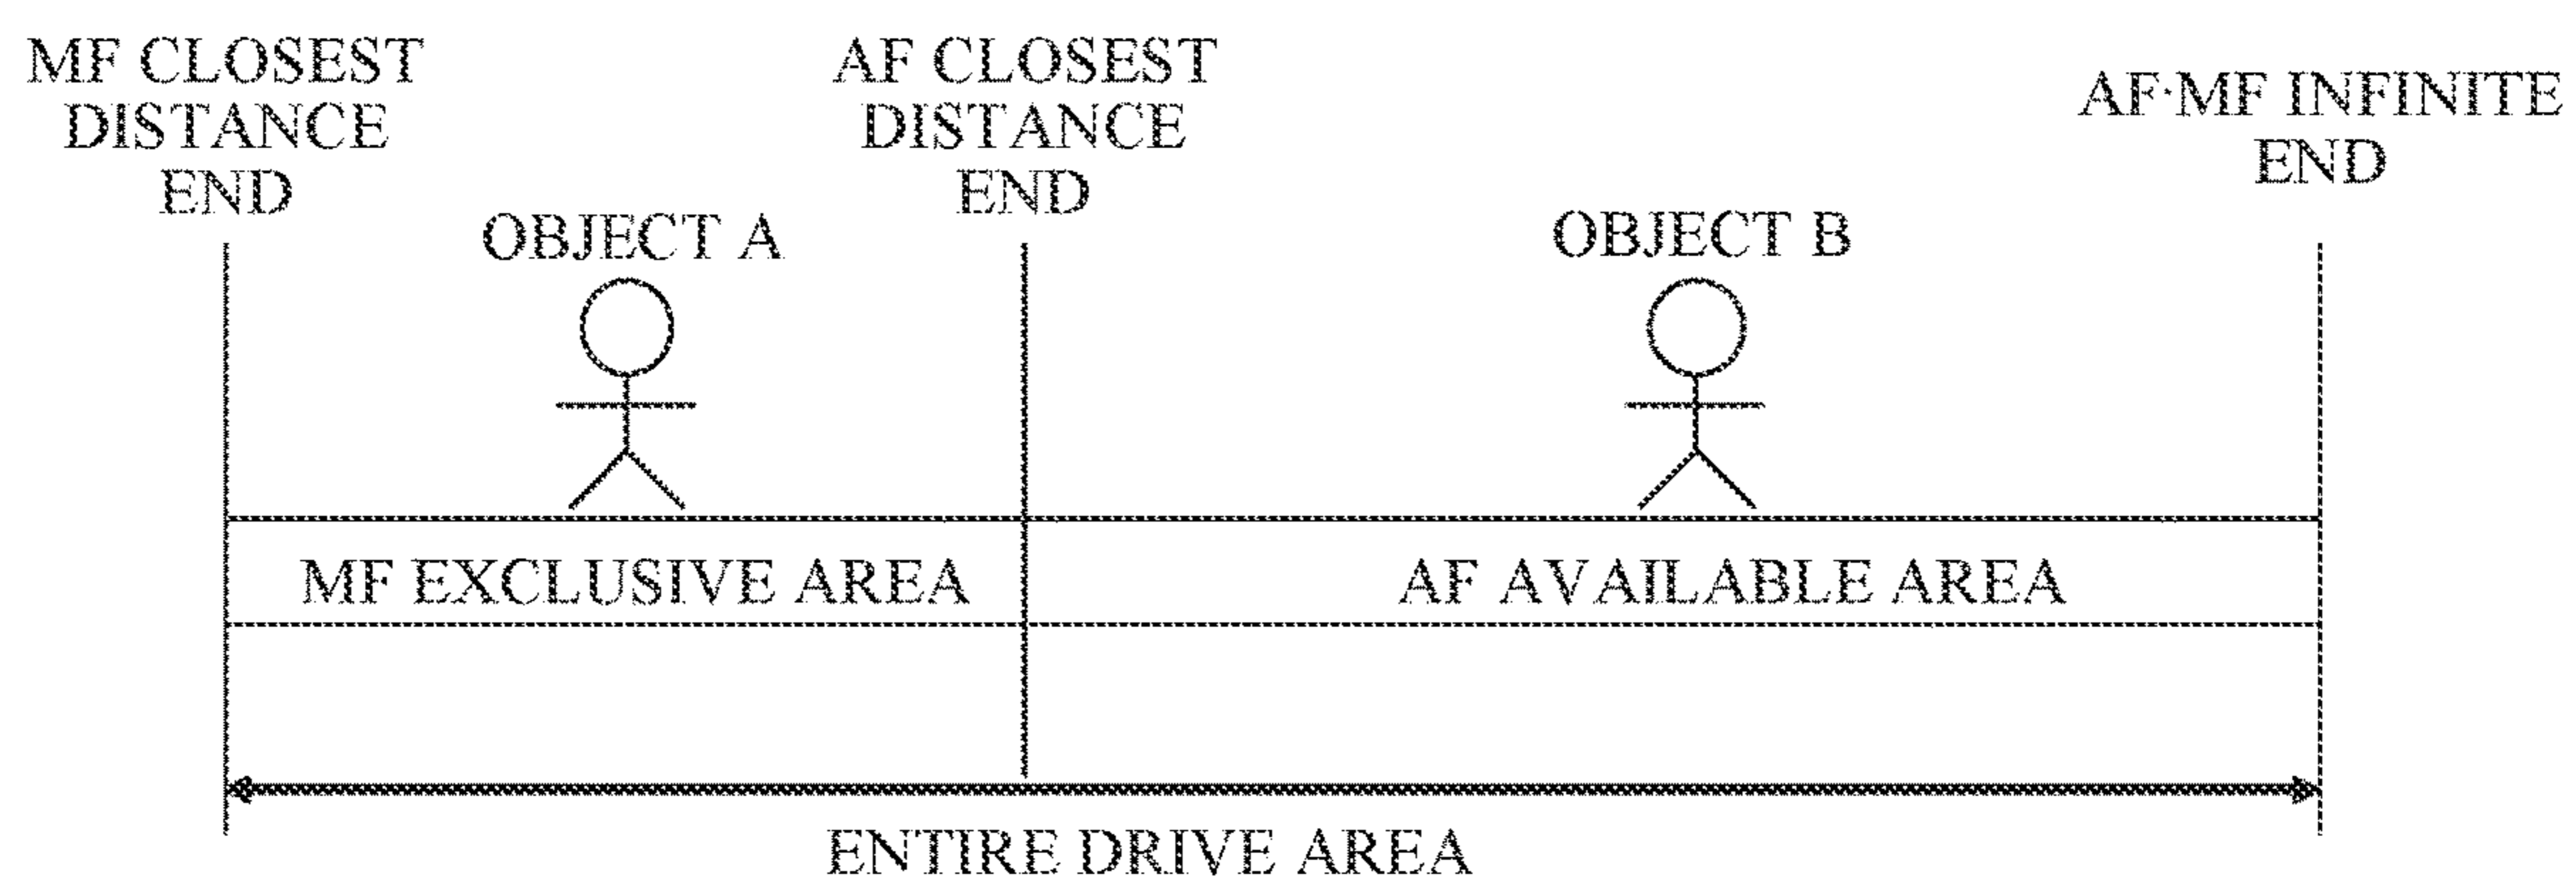 MF CLOSEST
DISTANCE
END
AF CLOSEST
DISTANCE
END
AF·MF INFINITE
END
OBJECT A
OBJECT B
MF EXCLUSIVE AREA
AF AVAILABLE AREA
ENTIRE DRIVE AREA